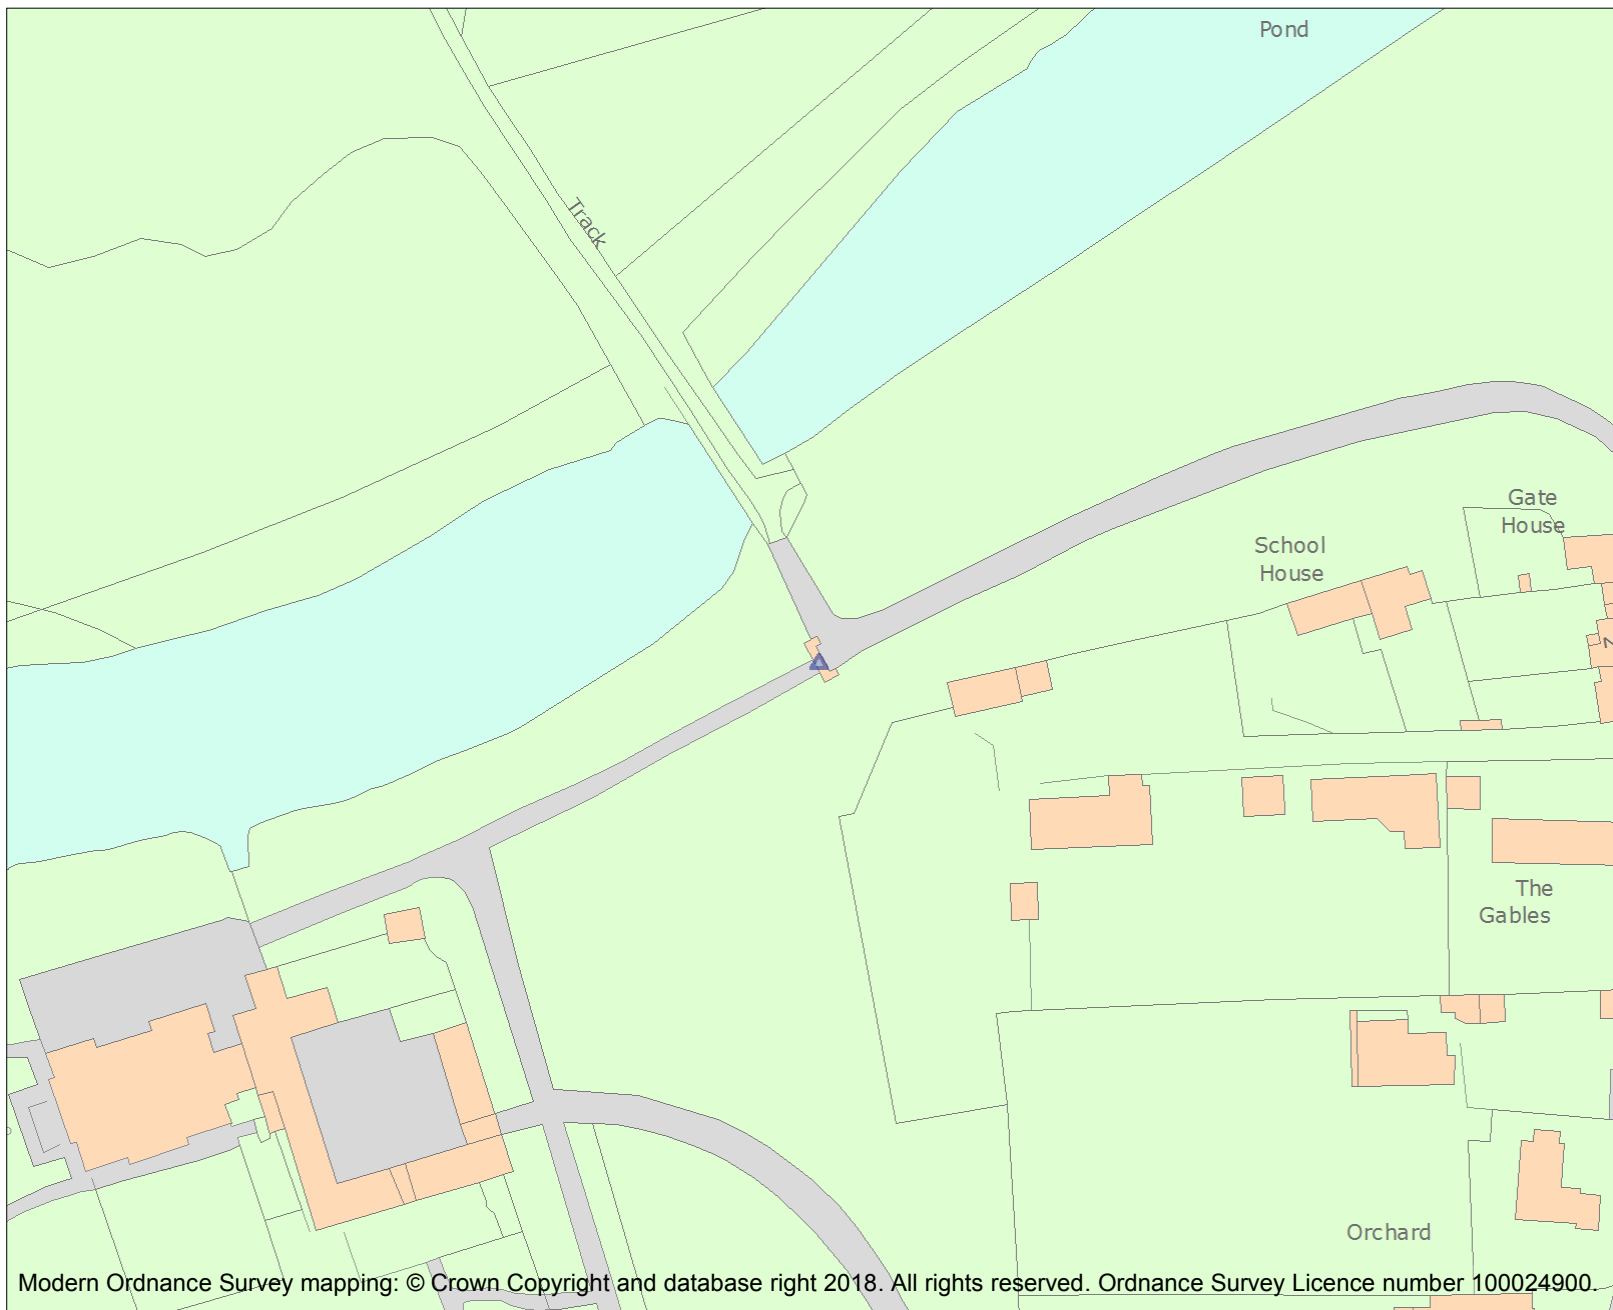 Pond
Track
Gate
House
School
House
The
Gables
Orchard
Modern Ordnance Survey mapping: © Crown Copyright and database right 2018. All rights reserved. Ordnance Survey Licence number 100024900.